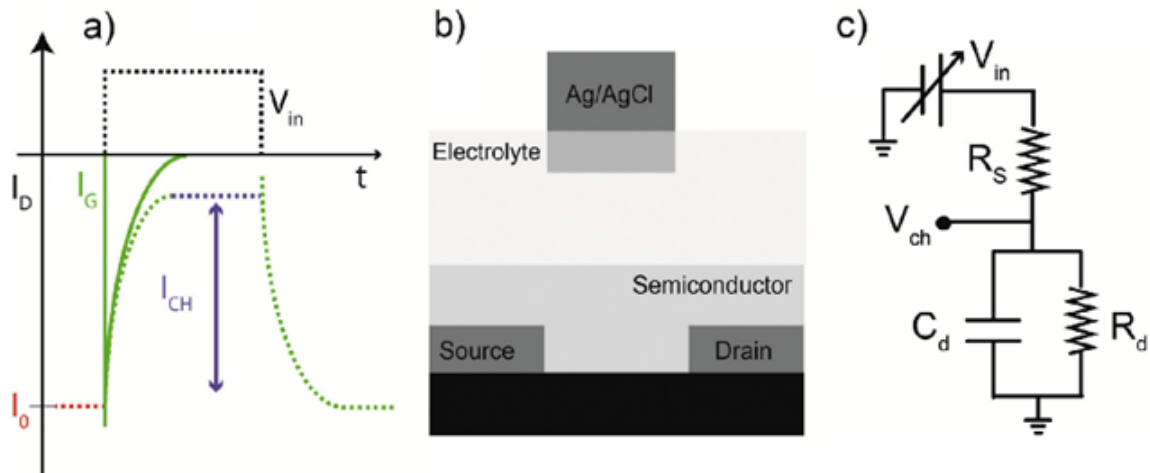 a)
V_in
I_D
I_G
t
I_CH
I_0
b)
Ag/AgCl
Electrolyte
Semiconductor
Source
Drain
c)
V_in
R_S
V_ch
C_d
R_d